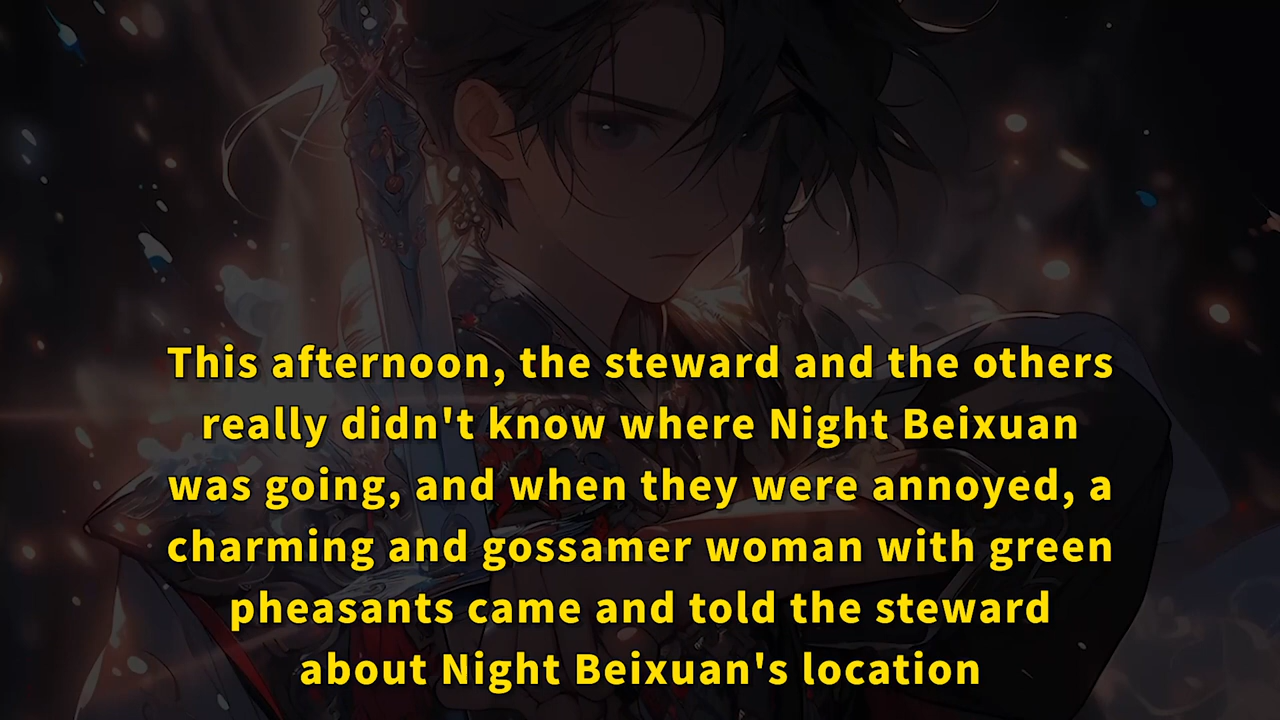 This afternoon, the steward and the others
really didn't know where Night Beixuan
was going, and when they were annoyed, a
charming and gossamer woman with green
pheasants came and told the steward
about Night Beixuan's location